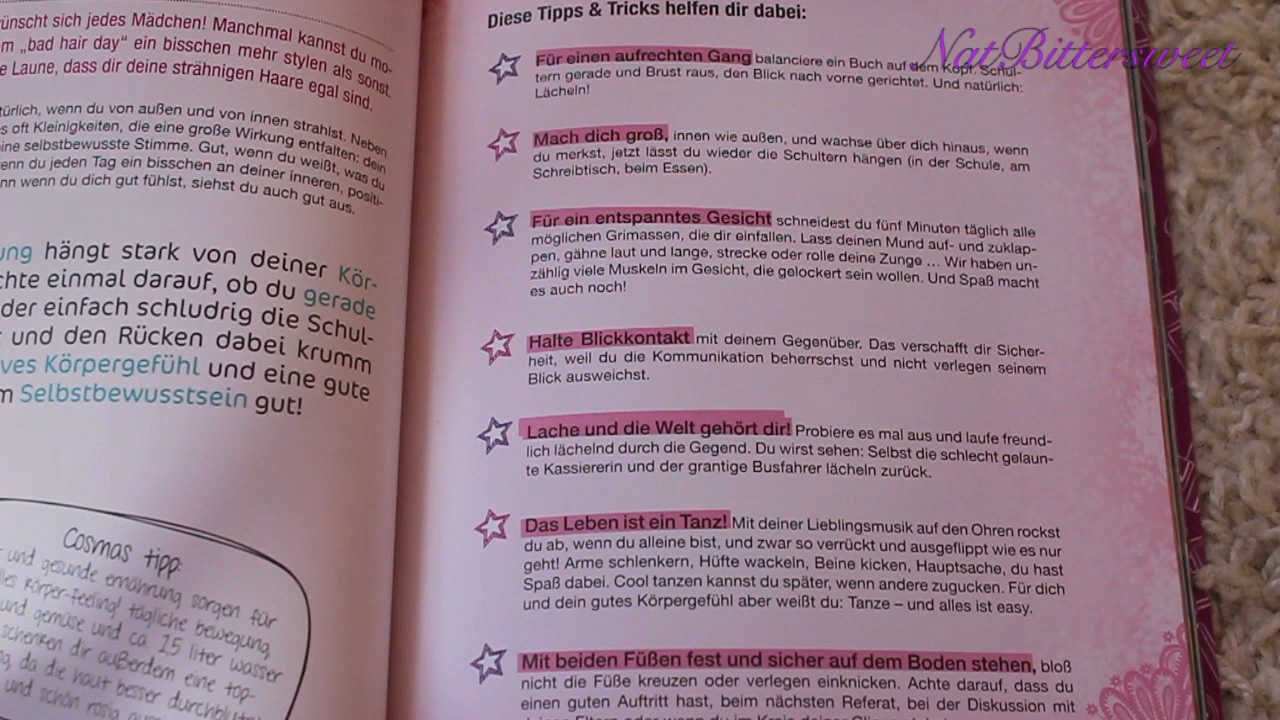 ünscht sich jedes Mädchen! Manchmal kannst du mo-
m „bad hair day“ ein bisschen mehr stylen als sonst.
e Laune, dass dir deine strähnigen Haare egal sind.
türlich, wenn du von außen und von innen strahlst. Neben
s oft Kleinigkeiten, die eine große Wirkung entfalten: dein
ine selbstbewusste Stimme. Gut, wenn du weißt, was du
enn du jeden Tag ein bisschen an deiner inneren, positi-
nn wenn du dich gut fühlst, siehst du auch gut aus.
ung hängt stark von deiner Kör-
chte einmal darauf, ob du gerade
der einfach schludrig die Schul-
t und den Rücken dabei krumm
ves Körpergefühl und eine gute
m Selbstbewusstsein gut!
Cosmas tipp:
und gesunde ernährung sorgen für
lles körper-feeling! tägliche bewegung,
und gemüse und ca. 1,5 liter wasser
schenken dir außerdem eine top-
da die haut besser durchblutet
und schön rosig
Diese Tipps & Tricks helfen dir dabei:
Für einen aufrechten Gang balanciere ein Buch auf dem Kopf. Schul-
tern gerade und Brust raus, den Blick nach vorne gerichtet. Und natürlich:
Lächeln!
Mach dich groß, innen wie außen, und wachse über dich hinaus, wenn
du merkst, jetzt lässt du wieder die Schultern hängen (in der Schule, am
Schreibtisch, beim Essen).
Für ein entspanntes Gesicht schneidest du fünf Minuten täglich alle
möglichen Grimassen, die dir einfallen. Lass deinen Mund auf- und zuklap-
pen, gähne laut und lange, strecke oder rolle deine Zunge ... Wir haben un-
zählig viele Muskeln im Gesicht, die gelockert sein wollen. Und Spaß macht
es auch noch!
Halte Blickkontakt mit deinem Gegenüber. Das verschafft dir Sicher-
heit, weil du die Kommunikation beherrschst und nicht verlegen seinem
Blick ausweichst.
Lache und die Welt gehört dir! Probiere es mal aus und laufe freund-
lich lächelnd durch die Gegend. Du wirst sehen: Selbst die schlecht gelaun-
te Kassiererin und der grantige Busfahrer lächeln zurück.
Das Leben ist ein Tanz! Mit deiner Lieblingsmusik auf den Ohren rockst
du ab, wenn du alleine bist, und zwar so verrückt und ausgeflippt wie es nur
geht! Arme schlenkern, Hüfte wackeln, Beine kicken, Hauptsache, du hast
Spaß dabei. Cool tanzen kannst du später, wenn andere zugucken. Für dich
und dein gutes Körpergefühl aber weißt du: Tanze – und alles ist easy.
Mit beiden Füßen fest und sicher auf dem Boden stehen, bloß
nicht die Füße kreuzen oder verlegen einknicken. Achte darauf, dass du
einen guten Auftritt hast, beim nächsten Referat, bei der Diskussion mit
NatBittersweet